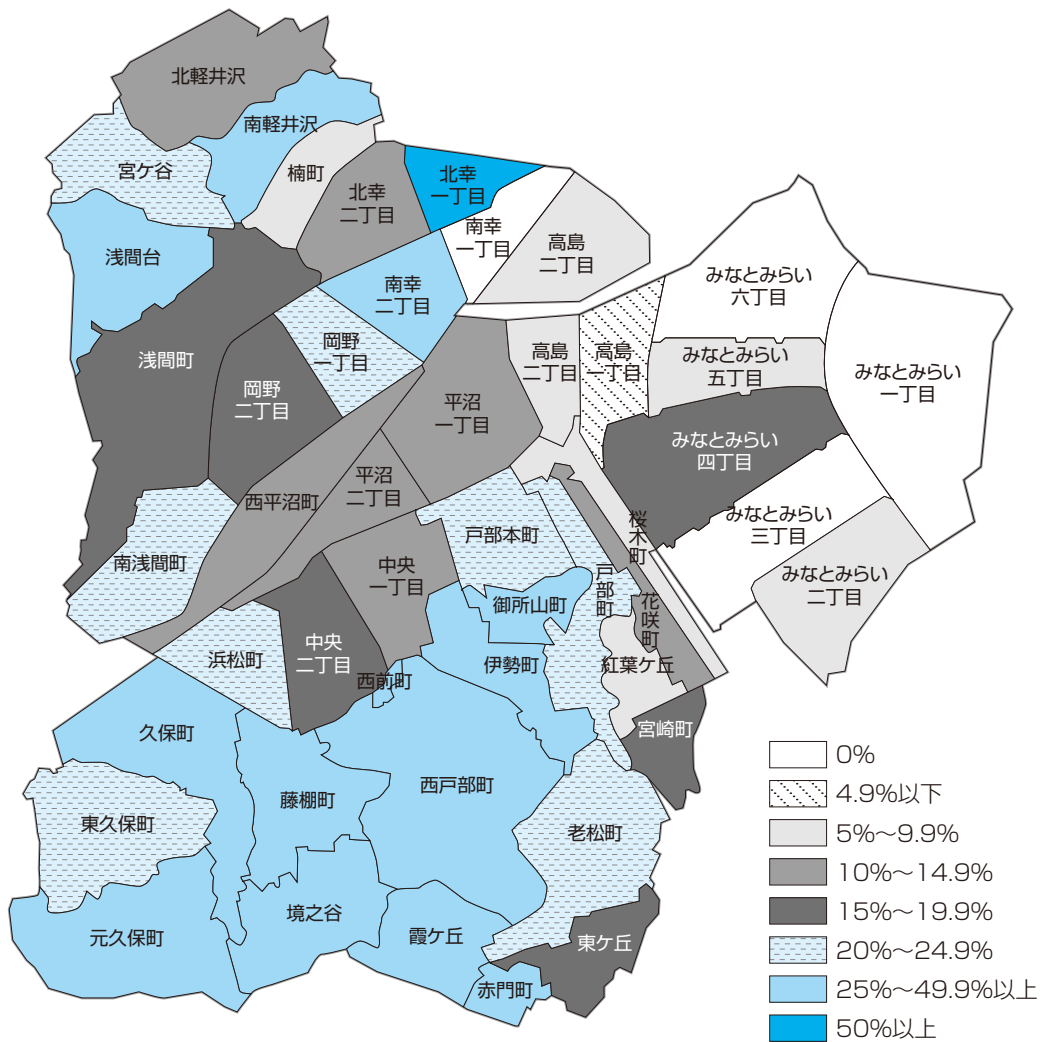 北軽井沢
南軽井沢
宮ケ谷
楠町
北幸
二丁目
北幸
一丁目
南幸
一丁目
高島
二丁目
浅間台
南幸
二丁目
みなとみらい
六丁目
浅間町
岡野
一丁目
岡野
二丁目
高島
二丁目
高島
一丁目
みなとみらい
五丁目
みなとみらい
一丁目
平沼
一丁目
みなとみらい
四丁目
平沼
二丁目
西平沼町
みなとみらい
三丁目
桜木町
戸部本町
南浅間町
中央
一丁目
戸部町
みなとみらい
二丁目
御所山町
花咲町
浜松町
中央
二丁目
西前町
伊勢町
紅葉ケ丘
宮崎町
久保町
藤棚町
西戸部町
東久保町
老松町
元久保町
境之谷
霞ケ丘
東ケ丘
赤門町
0%
4.9%以下
5%～9.9%
10%～14.9%
15%～19.9%
20%～24.9%
25%～49.9%以上
50%以上